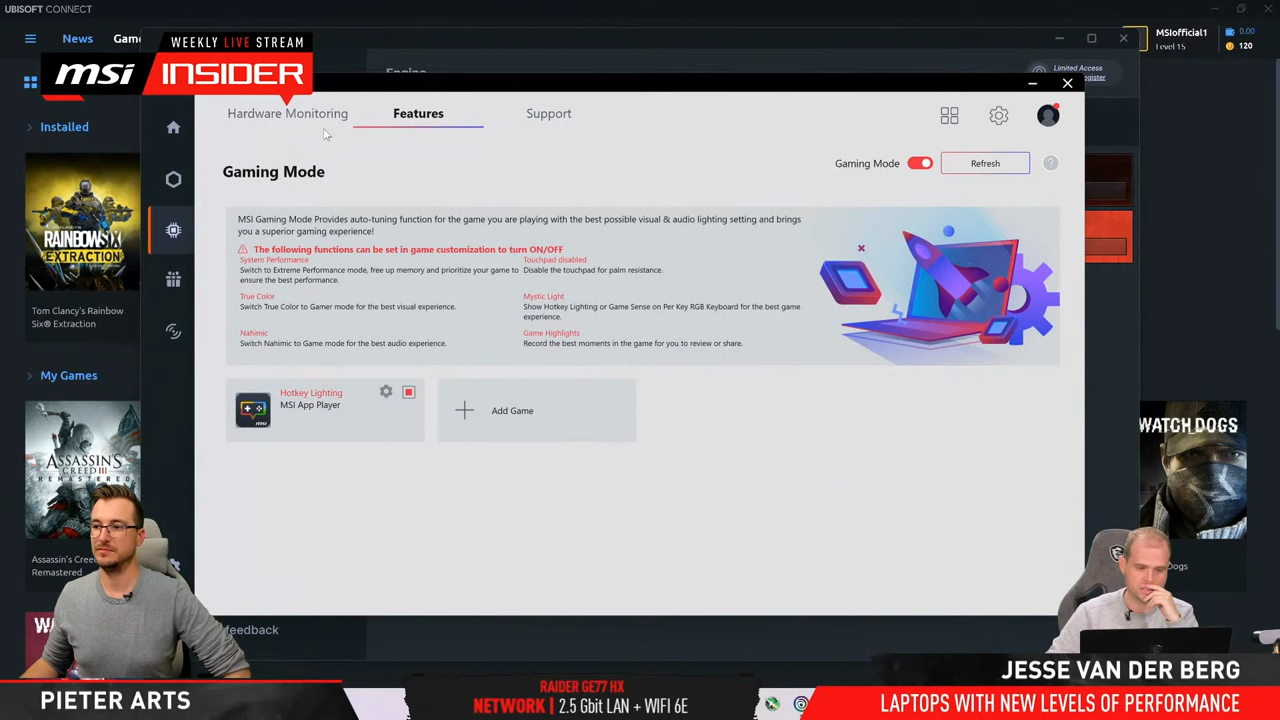 UBISOFT CONNECT
News
WEEKLY LIVE STREAM
msi INSIDER
MSIofficial1
Level 15
0.00
120
Limited Access
Installed
Hardware Monitoring
Features
Support
Gaming Mode
Gaming Mode
Refresh
?
MSI Gaming Mode Provides auto-tuning function for the game you are playing with the best possible visual & audio lighting setting and brings
you a superior gaming experience!
The following functions can be set in game customization to turn ON/OFF
System Performance
Switch to Extreme Performance mode, free up memory and prioritize your game to
ensure the best performance.
Touchpad disabled
Disable the touchpad for palm resistance.
True Color
Switch True Color to Gamer mode for the best visual experience.
Mystic Light
Show Hotkey Lighting or Game Sense on Per Key RGB Keyboard for the best game
experience.
Nahimic
Switch Nahimic to Game mode for the best audio experience.
Game Highlights
Record the best moments in the game for you to review or share.
Hotkey Lighting
MSI App Player
msi
Add Game
RAINBOW SIX
EXTRACTION
Tom Clancy's Rainbow
Six® Extraction
My Games
ASSASSIN'S
CREED III
REMASTERED
Assassin's Cree
Remastered
WATCH DOGS
Dogs
feedback
PIETER ARTS
RAIDER GE77 HX
NETWORK | 2.5 Gbit LAN + WIFI 6E
JESSE VAN DER BERG
LAPTOPS WITH NEW LEVELS OF PERFORMANCE